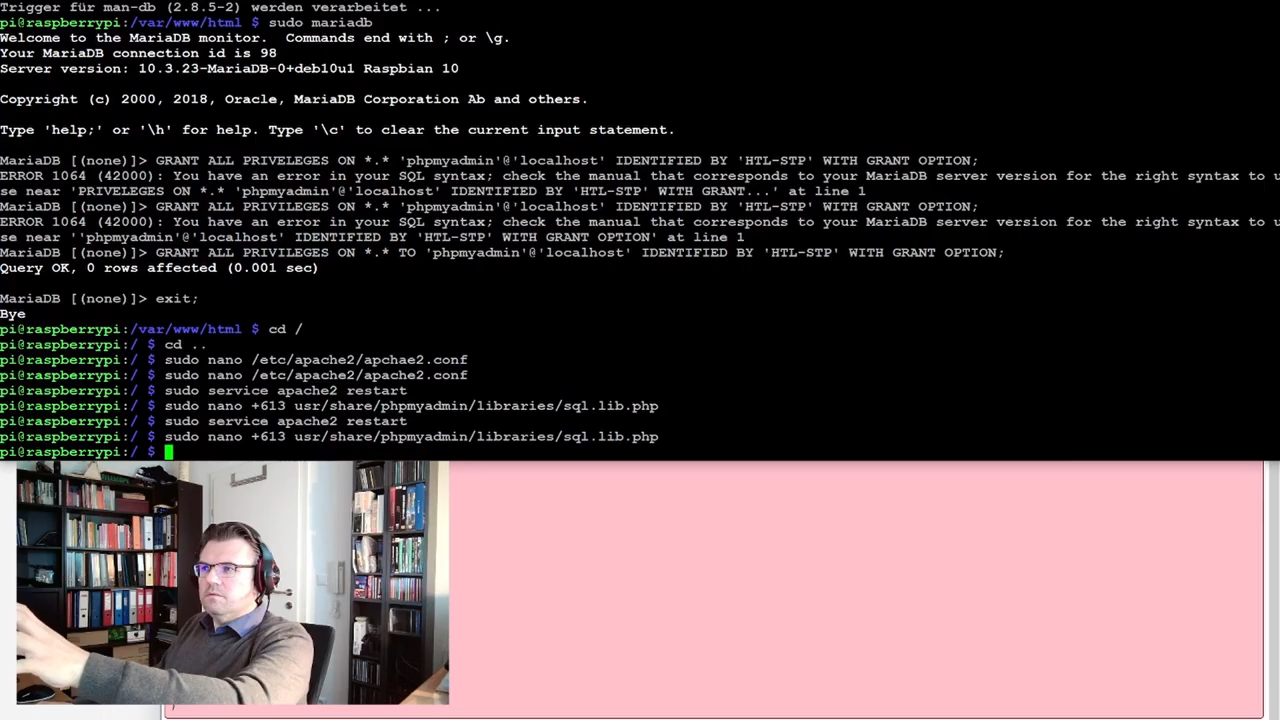 Trigger für man-db (2.8.5-2) werden verarbeitet ...
pi@raspberrypi:/var/www/html $ sudo mariadb
Welcome to the MariaDB monitor.  Commands end with ; or \g.
Your MariaDB connection id is 98
Server version: 10.3.23-MariaDB-0+deb10u1 Raspbian 10
Copyright (c) 2000, 2018, Oracle, MariaDB Corporation Ab and others.
Type 'help;' or '\h' for help. Type '\c' to clear the current input statement.
MariaDB [(none)]> GRANT ALL PRIVELEGES ON *.* 'phpmyadmin'@'localhost' IDENTIFIED BY 'HTL-STP' WITH GRANT OPTION;
ERROR 1064 (42000): You have an error in your SQL syntax; check the manual that corresponds to your MariaDB server version for the right syntax to u
se near 'PRIVELEGES ON *.* 'phpmyadmin'@'localhost' IDENTIFIED BY 'HTL-STP' WITH GRANT...' at line 1
MariaDB [(none)]> GRANT ALL PRIVILEGES ON *.* 'phpmyadmin'@'localhost' IDENTIFIED BY 'HTL-STP' WITH GRANT OPTION;
ERROR 1064 (42000): You have an error in your SQL syntax; check the manual that corresponds to your MariaDB server version for the right syntax to u
se near ''phpmyadmin'@'localhost' IDENTIFIED BY 'HTL-STP' WITH GRANT OPTION' at line 1
MariaDB [(none)]> GRANT ALL PRIVILEGES ON *.* TO 'phpmyadmin'@'localhost' IDENTIFIED BY 'HTL-STP' WITH GRANT OPTION;
Query OK, 0 rows affected (0.001 sec)
MariaDB [(none)]> exit;
Bye
pi@raspberrypi:/var/www/html $ cd /
pi@raspberrypi:/ $ cd ..
pi@raspberrypi:/ $ sudo nano /etc/apache2/apchae2.conf
pi@raspberrypi:/ $ sudo nano /etc/apache2/apache2.conf
pi@raspberrypi:/ $ sudo service apache2 restart
pi@raspberrypi:/ $ sudo nano +613 usr/share/phpmyadmin/libraries/sql.lib.php
pi@raspberrypi:/ $ sudo service apache2 restart
pi@raspberrypi:/ $ sudo nano +613 usr/share/phpmyadmin/libraries/sql.lib.php
pi@raspberrypi:/ $